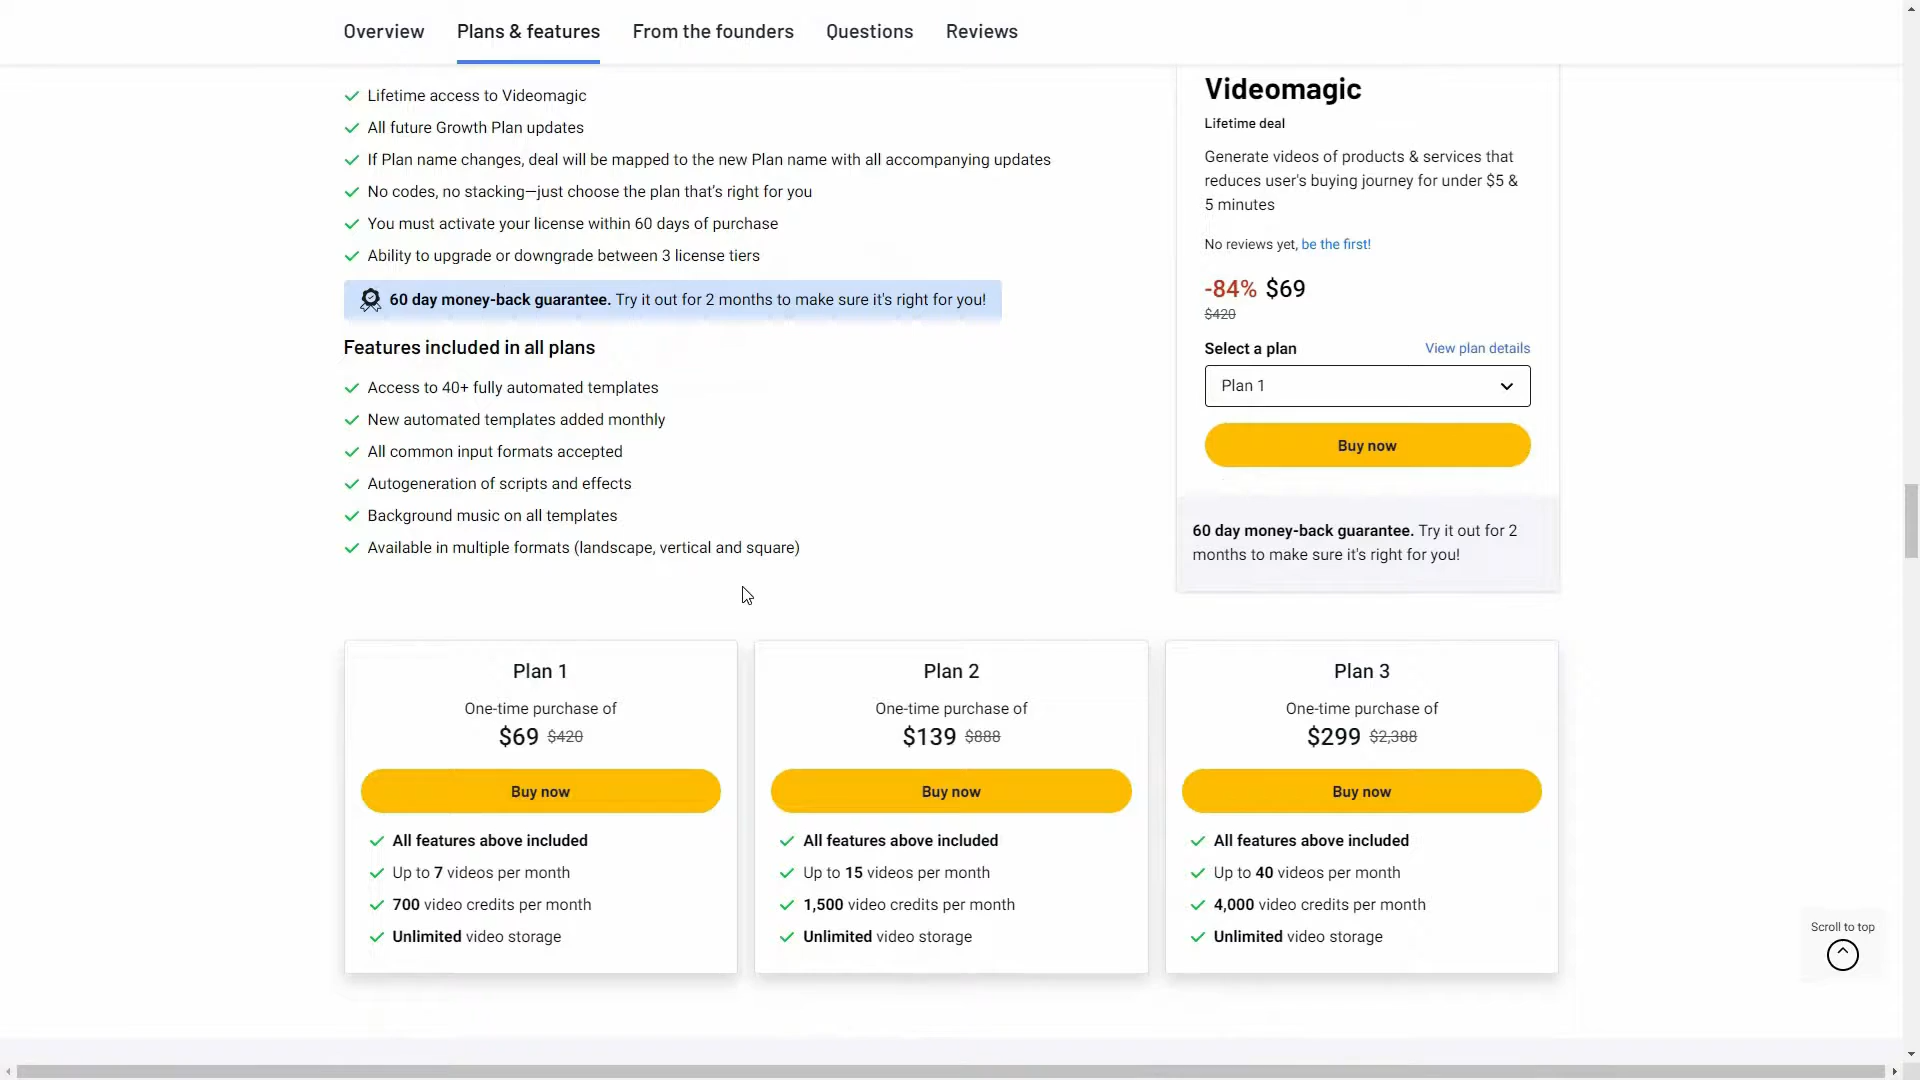 Overview Plans & features From the founders Questions Reviews
Lifetime access to Videomagic
All future Growth Plan updates
If Plan name changes, deal will be mapped to the new Plan name with all accompanying updates
No codes, no stacking—just choose the plan that's right for you
You must activate your license within 60 days of purchase
Ability to upgrade or downgrade between 3 license tiers
60 day money-back guarantee. Try it out for 2 months to make sure it's right for you!
Features included in all plans
Access to 40+ fully automated templates
New automated templates added monthly
All common input formats accepted
Autogeneration of scripts and effects
Background music on all templates
Available in multiple formats (landscape, vertical and square)
Videomagic
Lifetime deal
Generate videos of products & services that
reduces user's buying journey for under $5 &
5 minutes
No reviews yet, be the first!
-84% $69
$420
Select a plan View plan details
Plan 1
Buy now
60 day money-back guarantee. Try it out for 2
months to make sure it's right for you!
Plan 1
One-time purchase of
$69 $420
Buy now
All features above included
Up to 7 videos per month
700 video credits per month
Unlimited video storage
Plan 2
One-time purchase of
$139 $888
Buy now
All features above included
Up to 15 videos per month
1,500 video credits per month
Unlimited video storage
Plan 3
One-time purchase of
$299 $2,388
Buy now
All features above included
Up to 40 videos per month
4,000 video credits per month
Unlimited video storage
Scroll to top